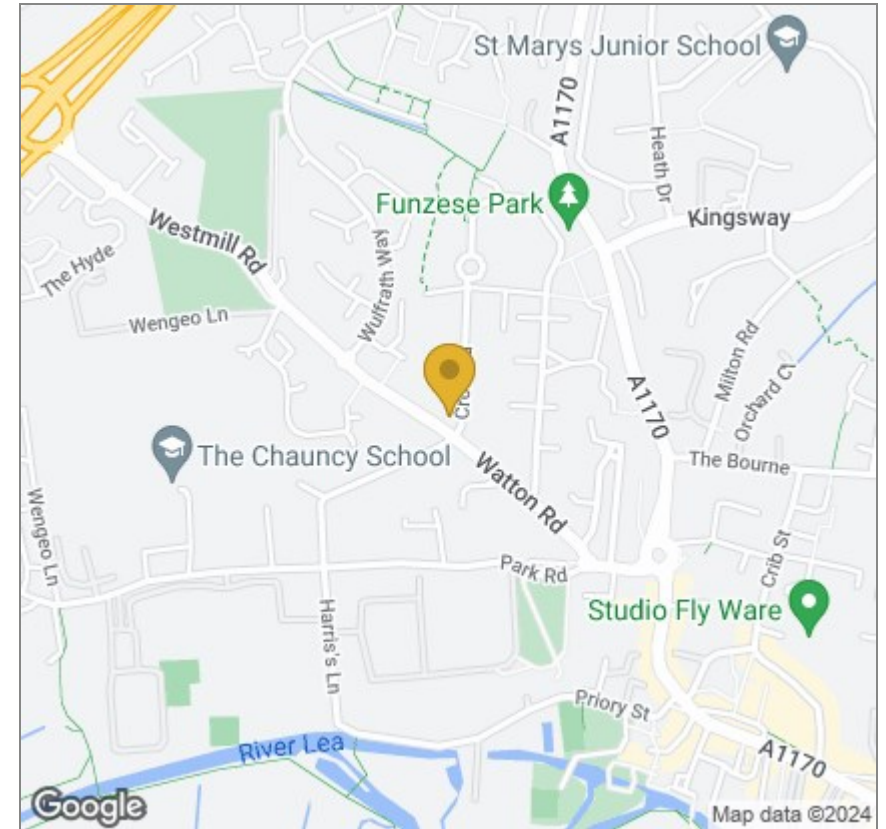 St Marys Junior School
A1170
Heath Dr
Funzese Park
Kingsway
Westmill Rd
The Hyde
Wulfrath Way
Wengeo Ln
Milton Rd
Orchard Cl
A1170
Cro
The Chauncy School
The Bourne
Watton Rd
Wengeo Ln
Park Rd
Crib St
Studio Fly Ware
Harris's Ln
Priory St
River Lea
A1170
Google
Map data ©2024